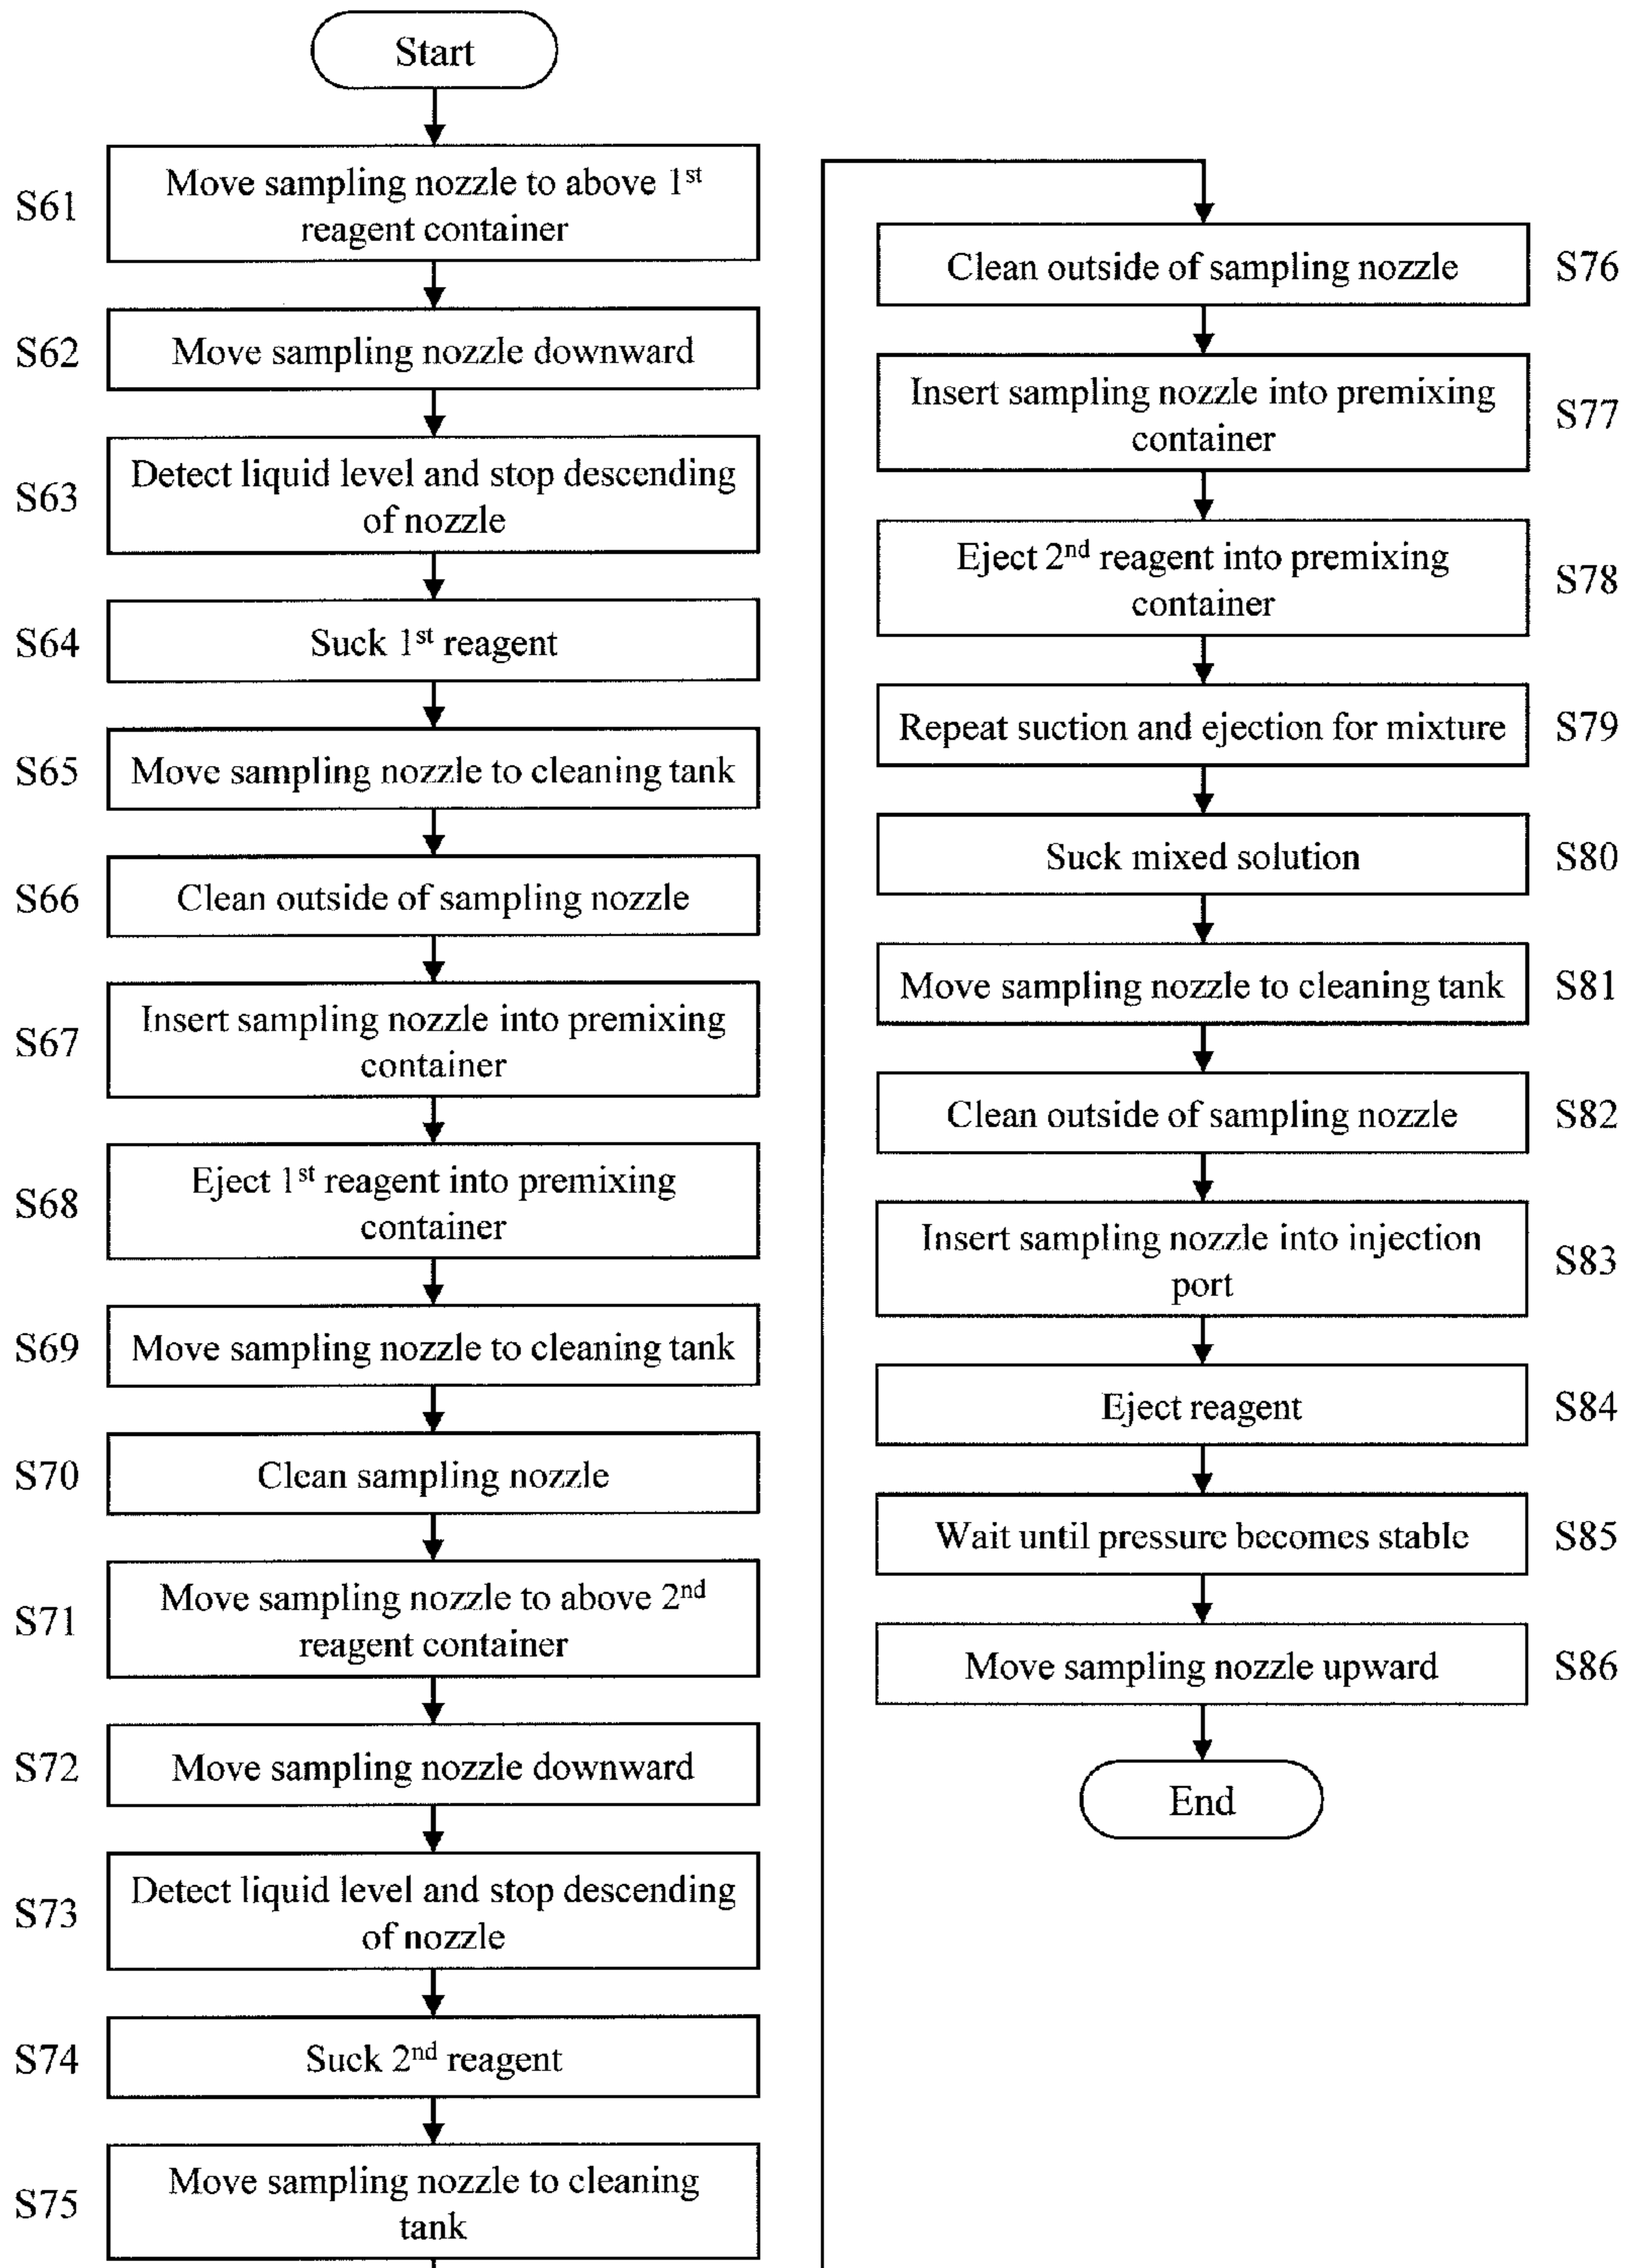 Start
S61
Move sampling nozzle to above 1st
reagent container
S62
Move sampling nozzle downward
S63
Detect liquid level and stop descending
of nozzle
S64
Suck 1st reagent
S65
Move sampling nozzle to cleaning tank
S66
Clean outside of sampling nozzle
S67
Insert sampling nozzle into premixing
container
S68
Eject 1st reagent into premixing
container
S69
Move sampling nozzle to cleaning tank
S70
Clean sampling nozzle
S71
Move sampling nozzle to above 2nd
reagent container
S72
Move sampling nozzle downward
S73
Detect liquid level and stop descending
of nozzle
S74
Suck 2nd reagent
S75
Move sampling nozzle to cleaning
tank
Clean outside of sampling nozzle
S76
Insert sampling nozzle into premixing
container
S77
Eject 2nd reagent into premixing
container
S78
Repeat suction and ejection for mixture
S79
Suck mixed solution
S80
Move sampling nozzle to cleaning tank
S81
Clean outside of sampling nozzle
S82
Insert sampling nozzle into injection
port
S83
Eject reagent
S84
Wait until pressure becomes stable
S85
Move sampling nozzle upward
S86
End